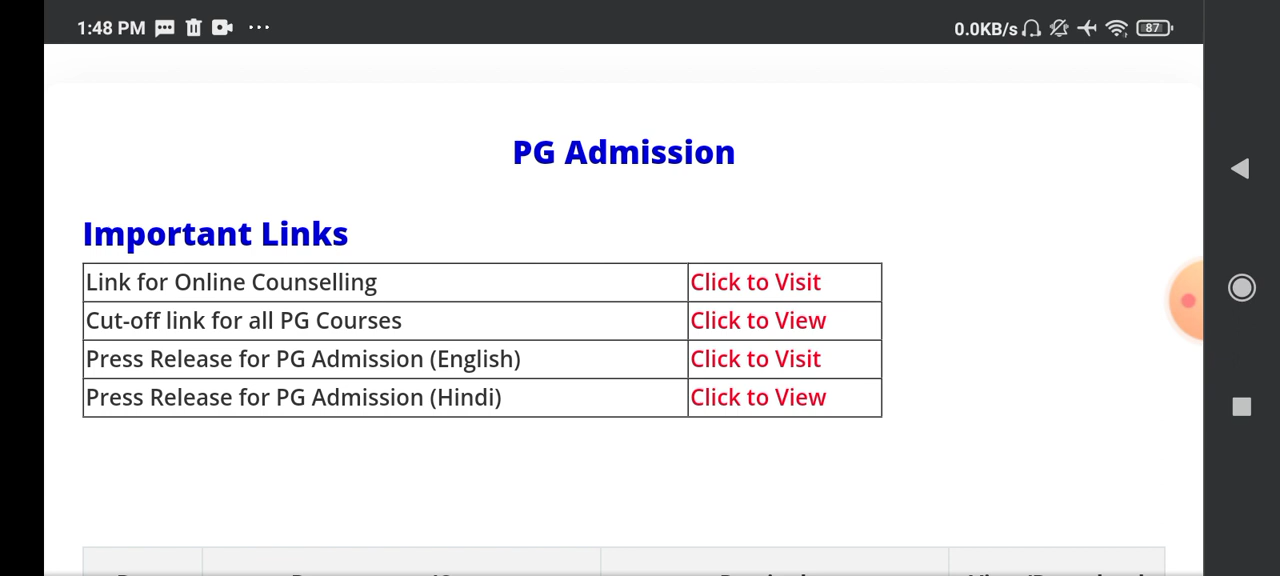 1:48 PM ... 0.0KB/s 87
PG Admission
Important Links
Link for Online Counselling Click to Visit
Cut-off link for all PG Courses Click to View
Press Release for PG Admission (English) Click to Visit
Press Release for PG Admission (Hindi) Click to View